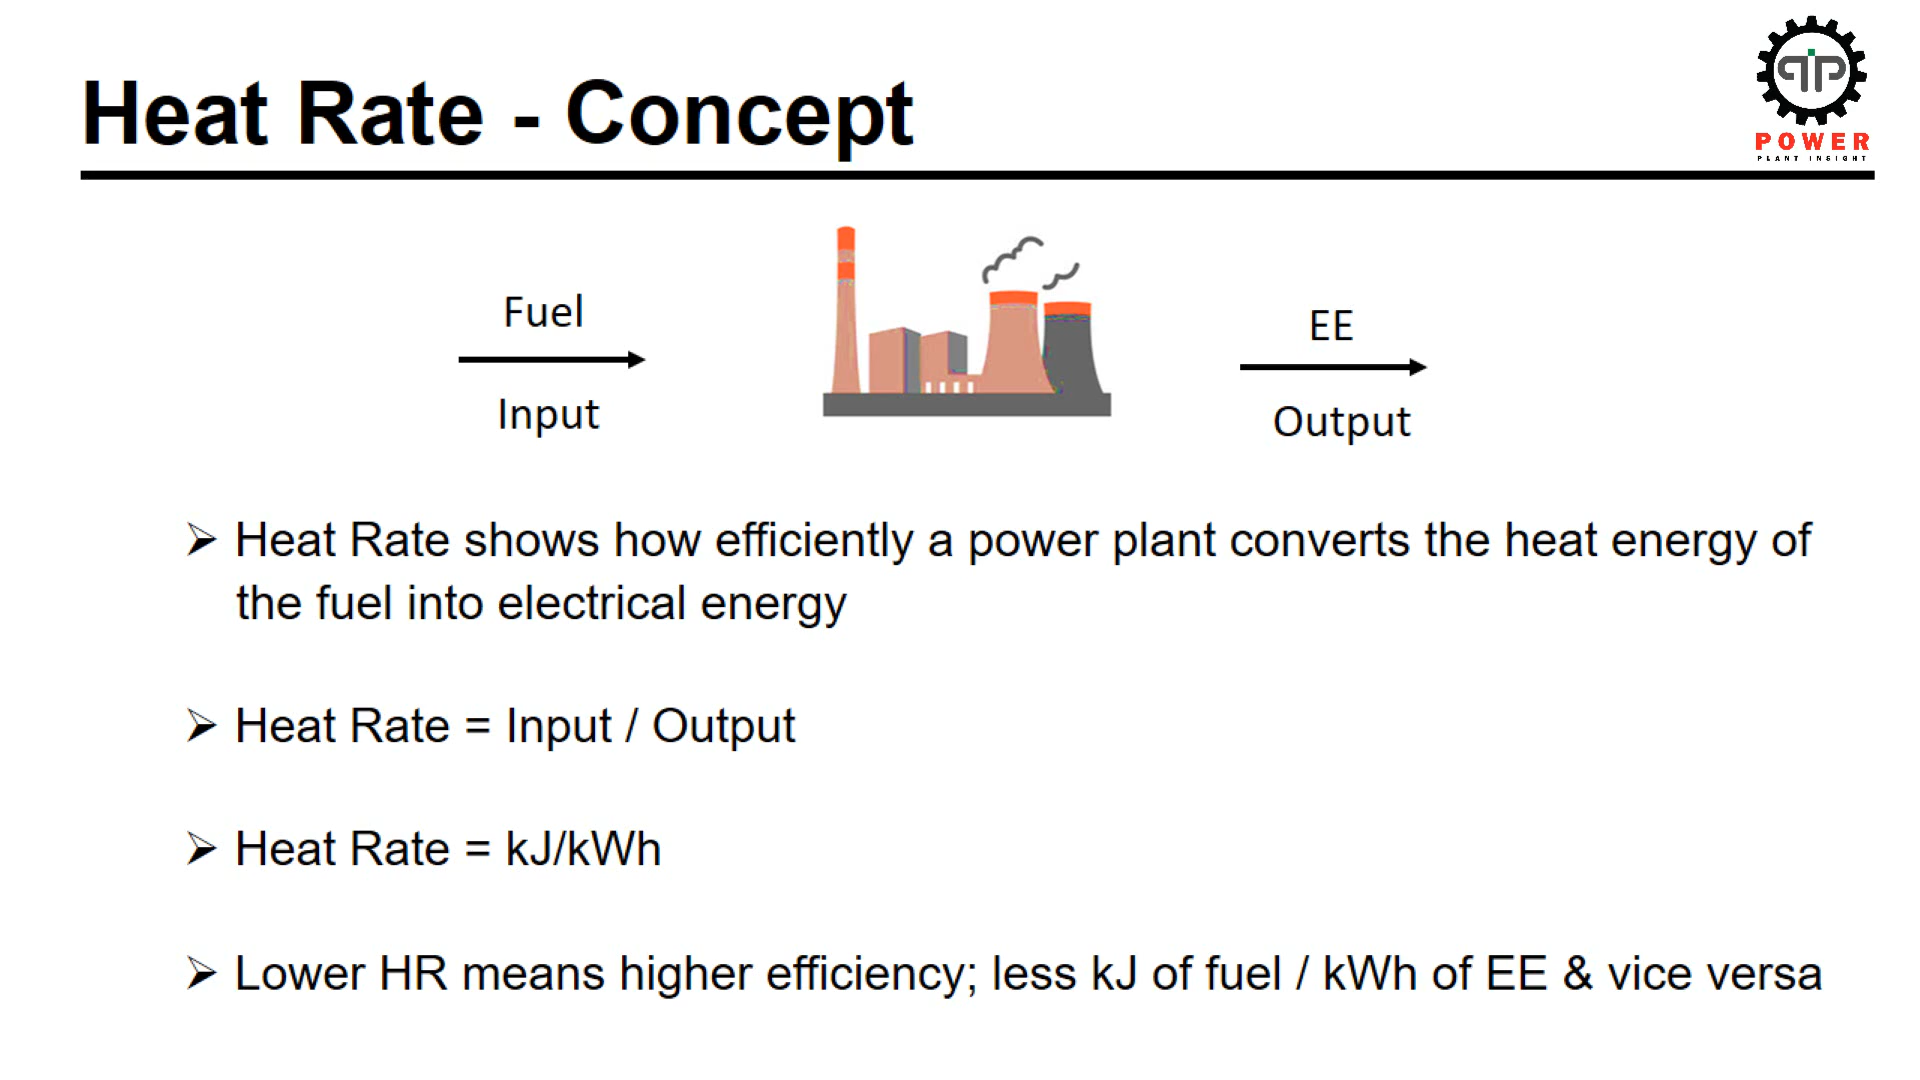 Heat Rate - Concept
POWER
PLANT INSIGHT
Fuel
Input
EE
Output
➢ Heat Rate shows how efficiently a power plant converts the heat energy of
the fuel into electrical energy
➢ Heat Rate = Input / Output
➢ Heat Rate = kJ/kWh
➢ Lower HR means higher efficiency; less kJ of fuel / kWh of EE & vice versa